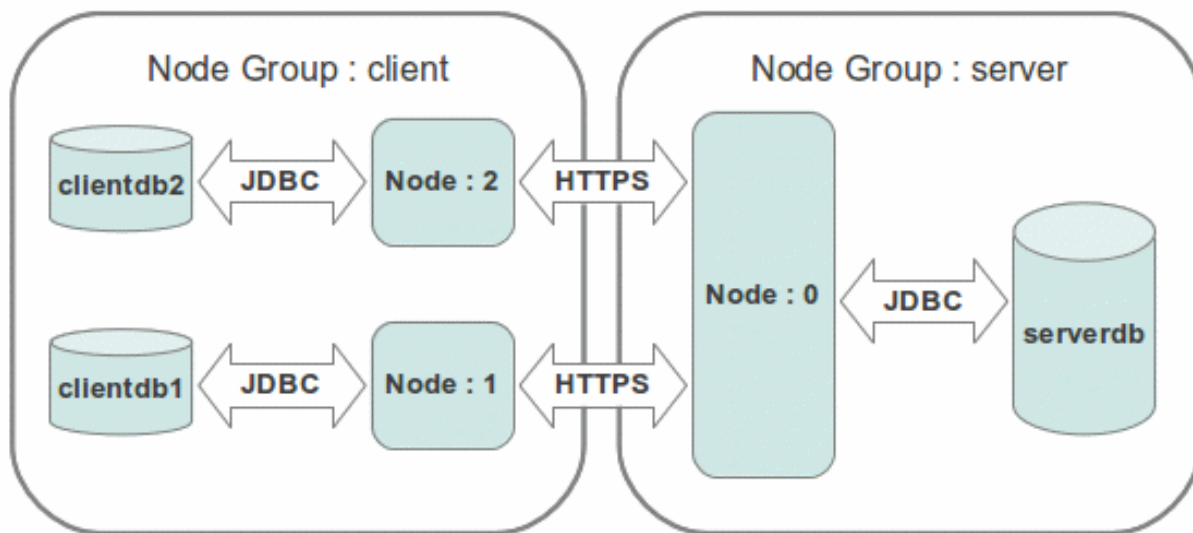 Node Group : client
Node Group : server
clientdb2
JDBC
Node : 2
HTTPS
Node : 0
JDBC
serverdb
clientdb1
JDBC
Node : 1
HTTPS